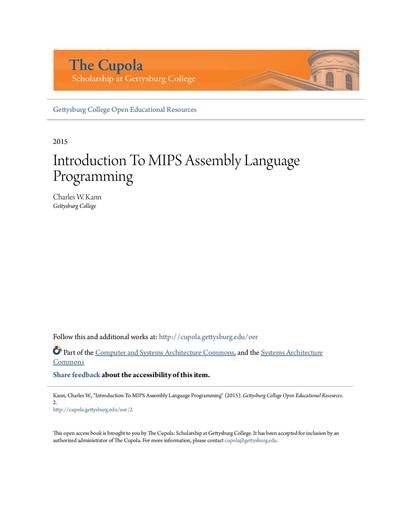 The Cupola
Scholarship at Gettysburg College
Gettysburg College Open Educational Resources
2015
Introduction To MIPS Assembly Language
Programming
Charles W. Kann
Gettysburg College
Follow this and additional works at: http://cupola.gettysburg.edu/oer
Part of the Computer and Systems Architecture Commons, and the Systems Architecture
Commons
Share feedback about the accessibility of this item.
Kann, Charles W., "Introduction To MIPS Assembly Language Programming" (2015). Gettysburg College Open Educational Resources.
2.
http://cupola.gettysburg.edu/oer/2
This open access book is brought to you by The Cupola: Scholarship at Gettysburg College. It has been accepted for inclusion by an
authorized administrator of The Cupola. For more information, please contact cupola@gettysburg.edu.